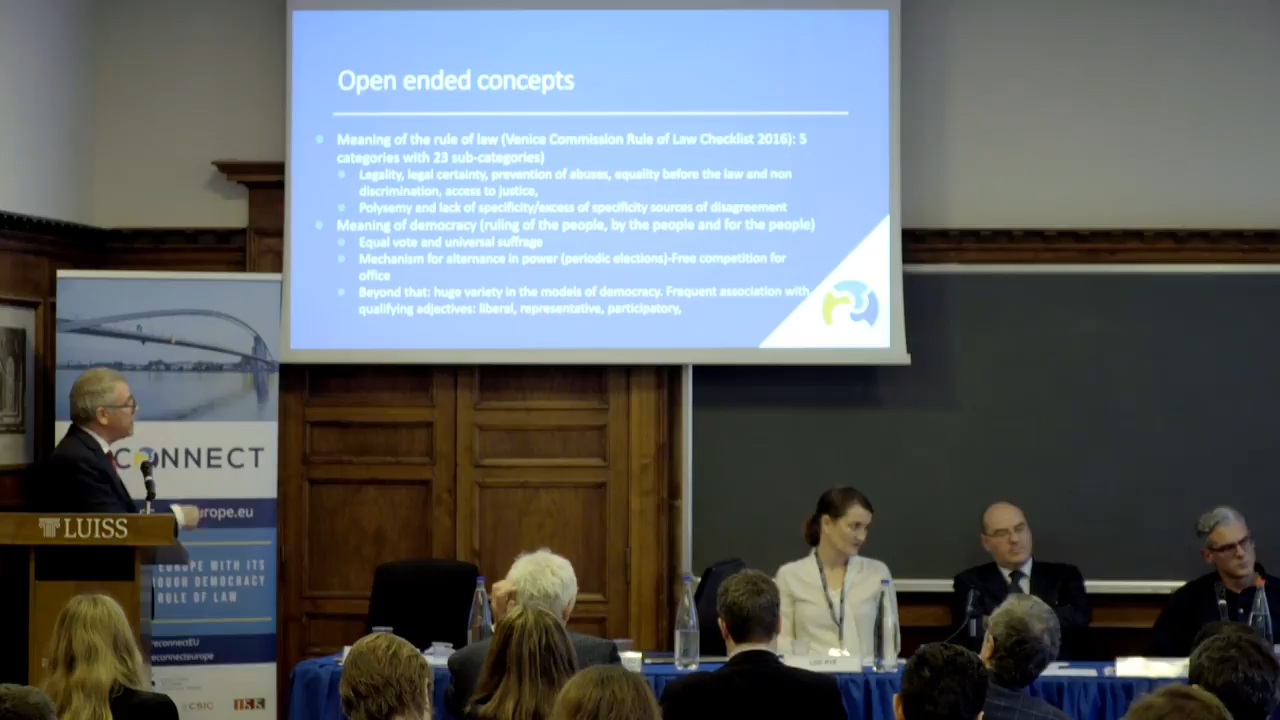 Open ended concepts
Meaning of the rule of law (Venice Commission Rule of Law Checklist 2016): 5
categories with 23 sub-categories)
Legality, legal certainty, prevention of abuses, equality before the law and non
discrimination, access to justice,
Polysemy and lack of specificity/excess of specificity sources of disagreement
Meaning of democracy (ruling of the people, by the people and for the people)
Equal vote and universal suffrage
Mechanism for alternance in power (periodic elections)-Free competition for
office
Beyond that: huge variety in the models of democracy. Frequent association with
qualifying adjectives: liberal, representative, participatory,
CONNECT
urope.eu
LUISS
EUROPE WITH ITS
OUGH DEMOCRACY
RULE OF LAW
reconnectEU
reconnecteurope
CSIC